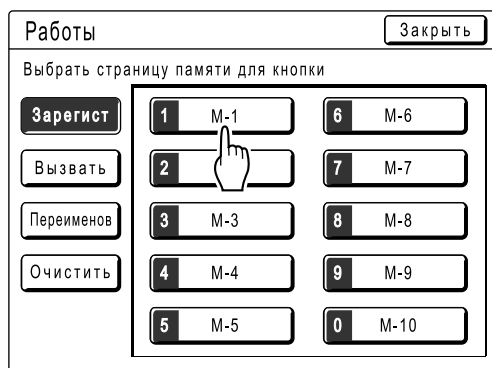 Работы
Закрыть
Выбрать страницу памяти для кнопки
Зарегист
Вызвать
Переименов
Очистить
1 M-1
2
3 M-3
4 M-4
5 M-5
6 M-6
7 M-7
8 M-8
9 M-9
0 M-10